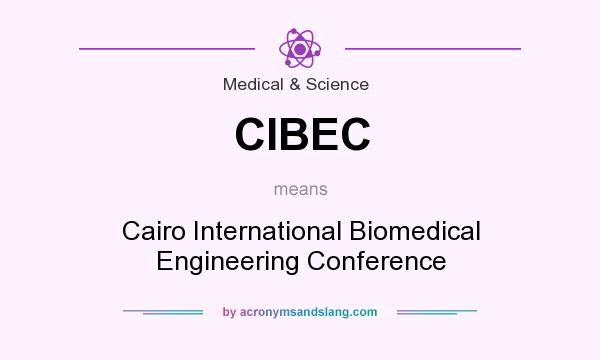 Medical & Science
CIBEC
means
Cairo International Biomedical
Engineering Conference
by acronymsandslang.com